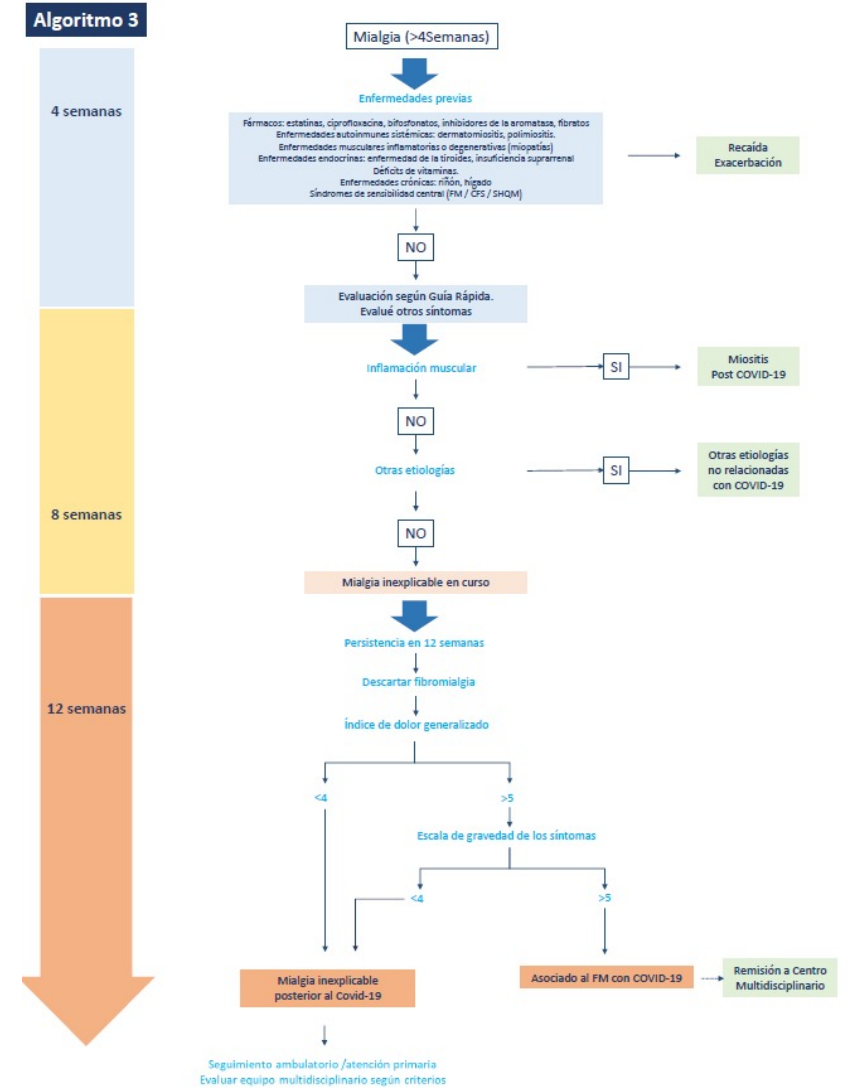 Algoritmo 3
Mialgia (>4Semanas)
4 semanas
Enfermedades previas
Fármacos: estatinas, ciprofloxacina, bifosfonatos, inhibidores de la aromatasa, fibratos
Enfermedades autoinmunes sistémicas: dermatomiositis, polimiositis.
Enfermedades musculares inflamatorias o degenerativas (miopatías)
Enfermedades endocrinas: enfermedad de la tiroides, insuficiencia suprarrenal
Déficits de vitaminas.
Enfermedades crónicas: riñón, hígado
Síndromes de sensibilidad central (FM / CFS / SHQM)
Recaída
Exacerbación
NO
Evaluación según Guía Rápida.
Evalué otros síntomas
Inflamación muscular
SI
Miositis
Post COVID-19
NO
Otras etiologías
SI
Otras etiologías
no relacionadas
con COVID-19
8 semanas
NO
Mialgia inexplicable en curso
Persistencia en 12 semanas
Descartar fibromialgia
12 semanas
Índice de dolor generalizado
<4
>5
Escala de gravedad de los síntomas
<4
>5
Mialgia inexplicable
posterior al Covid-19
Asociado al FM con COVID-19
Remisión a Centro
Multidisciplinario
Seguimiento ambulatorio /atención primaria
Evaluar equipo multidisciplinario según criterios